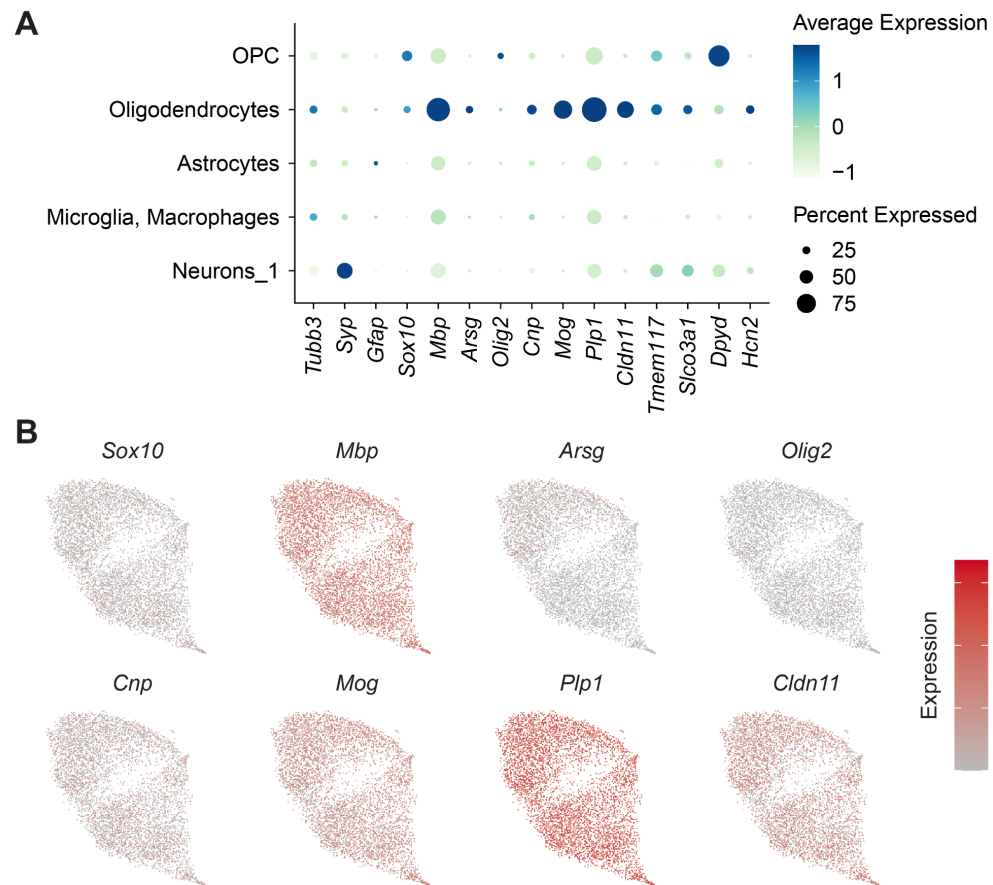 A
OPC
Oligodendrocytes
Astrocytes
Microglia, Macrophages
Neurons_1
Tubb3
Syp
Gfap
Sox10
Mbp
Arsg
Olig2
Cnp
Mog
Plp1
Cldn11
Tmem117
Slco3a1
Dpyd
Hcn2
Average Expression
1
0
−1
Percent Expressed
25
50
75
B
Sox10 Mbp Arsg Olig2
Cnp Mog Plp1 Cldn11
Expression